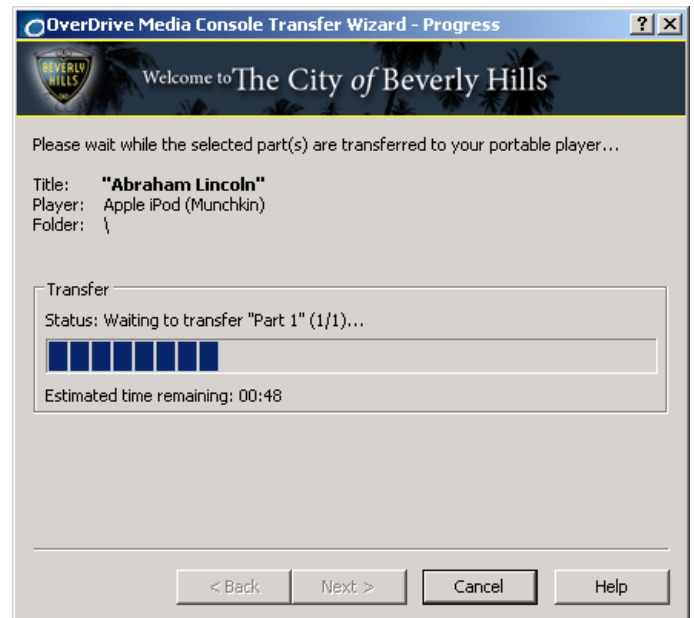 OverDrive Media Console Transfer Wizard - Progress
BEVERLY
HILLS
Welcome to The City of Beverly Hills
Please wait while the selected part(s) are transferred to your portable player...
Title: "Abraham Lincoln"
Player: Apple iPod (Munchkin)
Folder: \
Transfer
Status: Waiting to transfer "Part 1" (1/1)...
Estimated time remaining: 00:48
< Back Next > Cancel Help